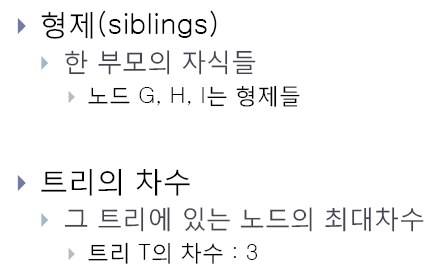 형제(siblings)
한 부모의 자식들
노드 G, H, I는 형제들
트리의 차수
그 트리에 있는 노드의 최대차수
트리 T의 차수 : 3